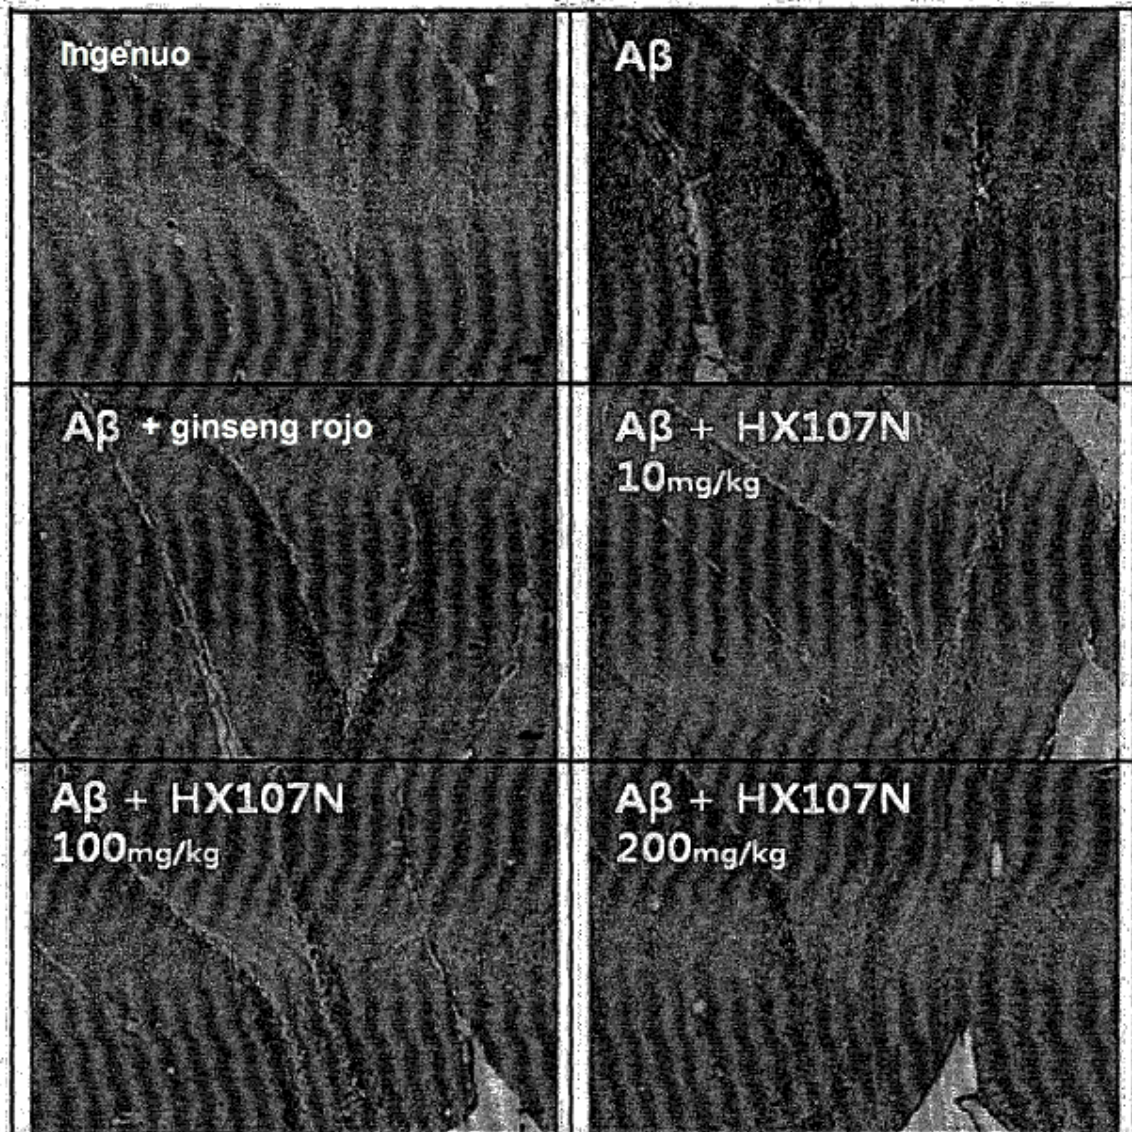 Ingenuo
Aβ
Aβ + ginseng rojo
Aβ + HX107N
10mg/kg
Aβ + HX107N
100mg/kg
Aβ + HX107N
200mg/kg